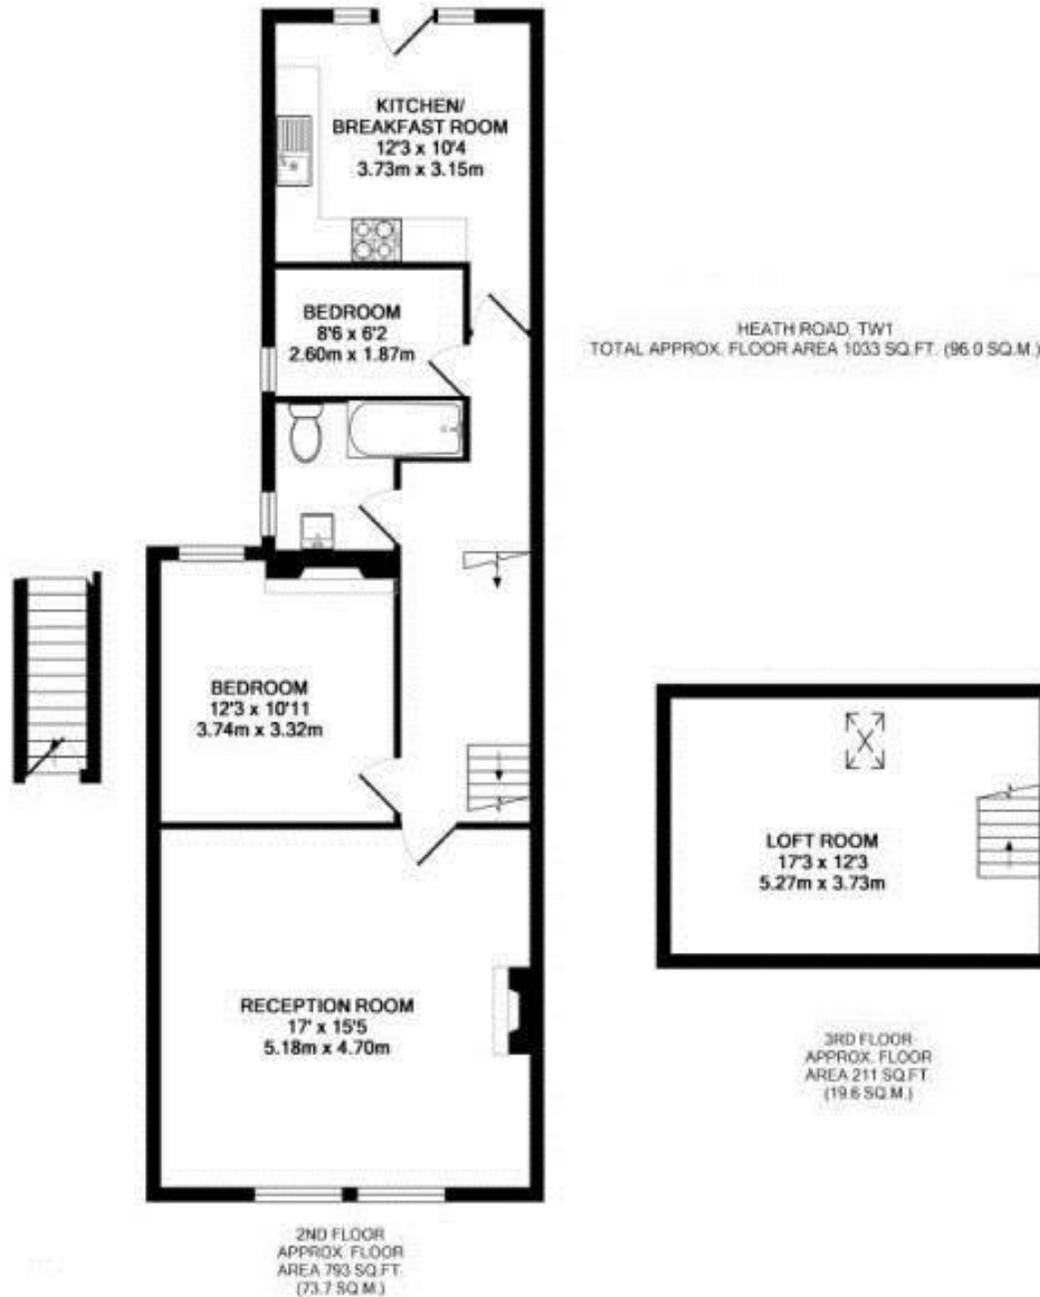 KITCHEN/
BREAKFAST ROOM
12'3 x 10'4
3.73m x 3.15m
BEDROOM
8'6 x 6'2
2.60m x 1.87m
HEATH ROAD, TW1
TOTAL APPROX. FLOOR AREA 1033 SQ.FT. (96.0 SQ.M.)
BEDROOM
12'3 x 10'11
3.74m x 3.32m
LOFT ROOM
17'3 x 12'3
5.27m x 3.73m
RECEPTION ROOM
17' x 15'5
5.18m x 4.70m
3RD FLOOR
APPROX. FLOOR
AREA 211 SQ.FT.
(19.6 SQ.M.)
2ND FLOOR
APPROX. FLOOR
AREA 793 SQ.FT.
(73.7 SQ.M.)